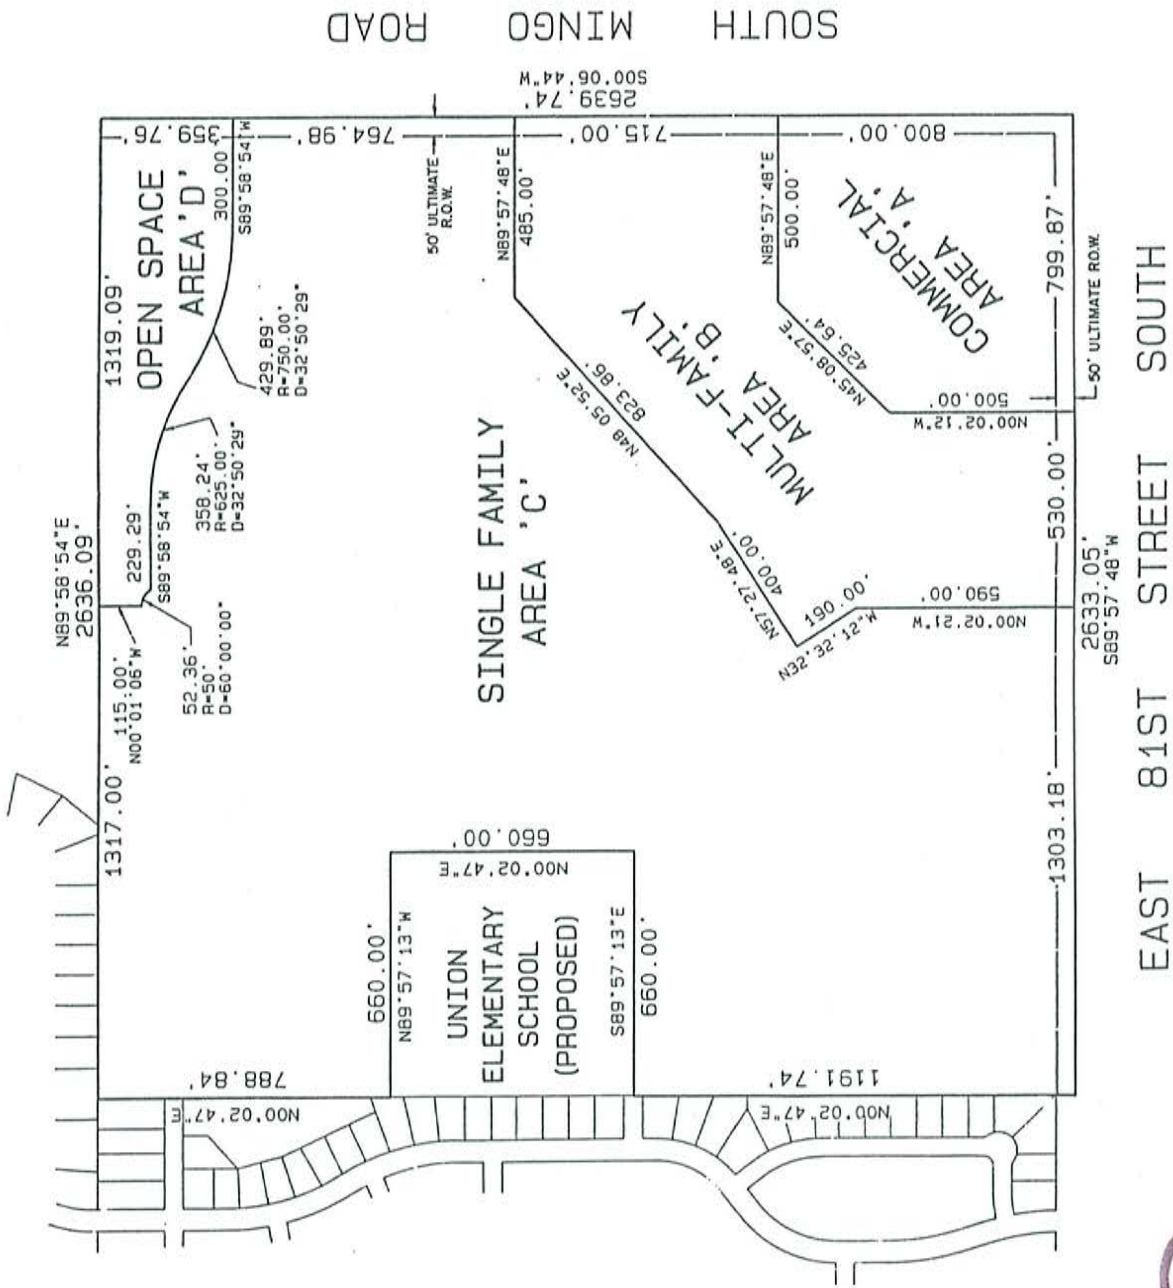 SOUTH MINGO ROAD
S00°06'44"W
2639.74'
359.76'
764.98'
715.00'
800.00'
OPEN SPACE
AREA 'D'
300.00
S89°58'54"W
1319.09'
429.89'
R=750.00'
D=32°50'29"
358.24'
R=625.00'
D=32°50'29"
229.29'
S89°58'54"W
N89°58'54"E
2636.09'
115.00'
N00°01'06"W
52.36'
R=50'
D=60°00'00"
1317.00'
50' ULTIMATE
R.O.W.
N89°57'48"E
485.00'
N48°05'52"E
823.86'
MULTI-FAMILY
AREA 'B'
N57°27'48"E
400.00'
190.00'
N32°32'12"W
590.00'
N00°02'21"W
N89°57'48"E
500.00'
N45°08'57"E
425.64'
COMMERCIAL
AREA 'A'
500.00'
N00°02'12"W
799.87'
50' ULTIMATE R.O.W.
530.00'
2633.05'
S89°57'48"W
1303.18'
SINGLE FAMILY
AREA 'C'
660.00'
N00°02'47"E
660.00'
N89°57'13"W
UNION
ELEMENTARY
SCHOOL
(PROPOSED)
S89°57'13"E
660.00'
788.84'
N00°02'47"E
1191.74'
N00°02'47"E
EAST 81ST STREET SOUTH